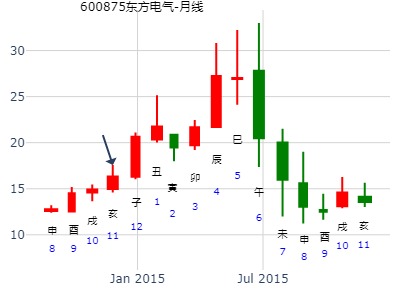 600875东方电气-月线
30
25
20
15
10
申
8
酉
9
戌
10
亥
11
子
12
丑
1
寅
2
卯
3
辰
4
巳
5
午
6
未
7
申
8
酉
9
戌
10
亥
11
Jan 2015
Jul 2015